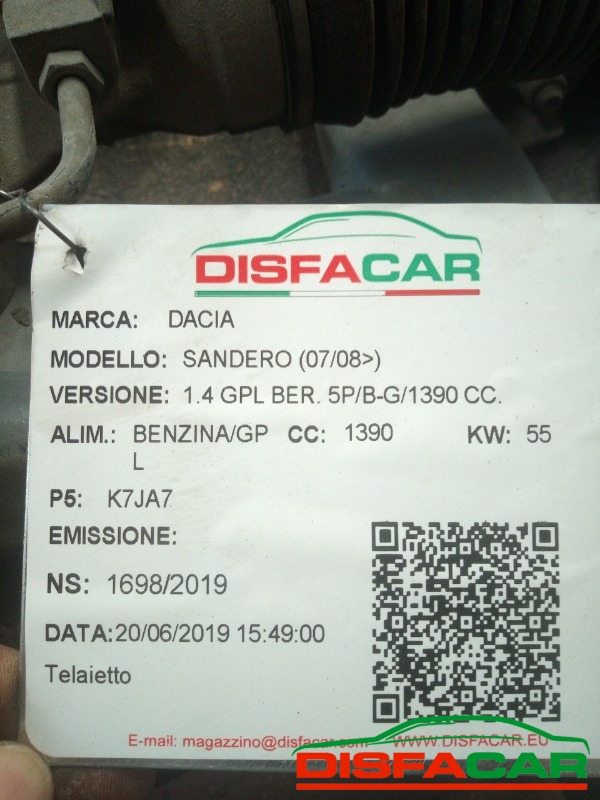 DISFACAR
MARCA: DACIA
MODELLO: SANDERO (07/08>)
VERSIONE: 1.4 GPL BER. 5P/B-G/1390 CC.
ALIM.: BENZINA/GP CC: 1390 KW: 55
L
P5: K7JA7
EMISSIONE:
NS: 1698/2019
DATA:20/06/2019 15:49:00
Telaietto
E-mail: magazzino@disfacar.com WWW.DISFACAR.EU
DISFACAR